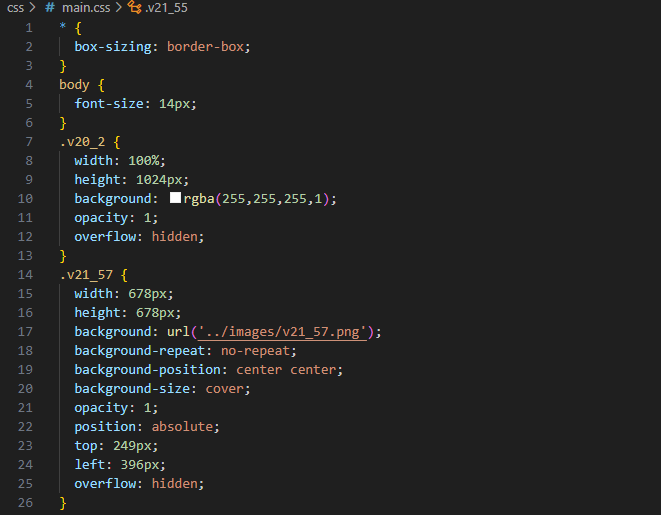 css > # main.css > .v21_55
1 * {
2 box-sizing: border-box;
3 }
4 body {
5 font-size: 14px;
6 }
7 .v20_2 {
8 width: 100%;
9 height: 1024px;
10 background: rgba(255,255,255,1);
11 opacity: 1;
12 overflow: hidden;
13 }
14 .v21_57 {
15 width: 678px;
16 height: 678px;
17 background: url('../images/v21_57.png');
18 background-repeat: no-repeat;
19 background-position: center center;
20 background-size: cover;
21 opacity: 1;
22 position: absolute;
23 top: 249px;
24 left: 396px;
25 overflow: hidden;
26 }